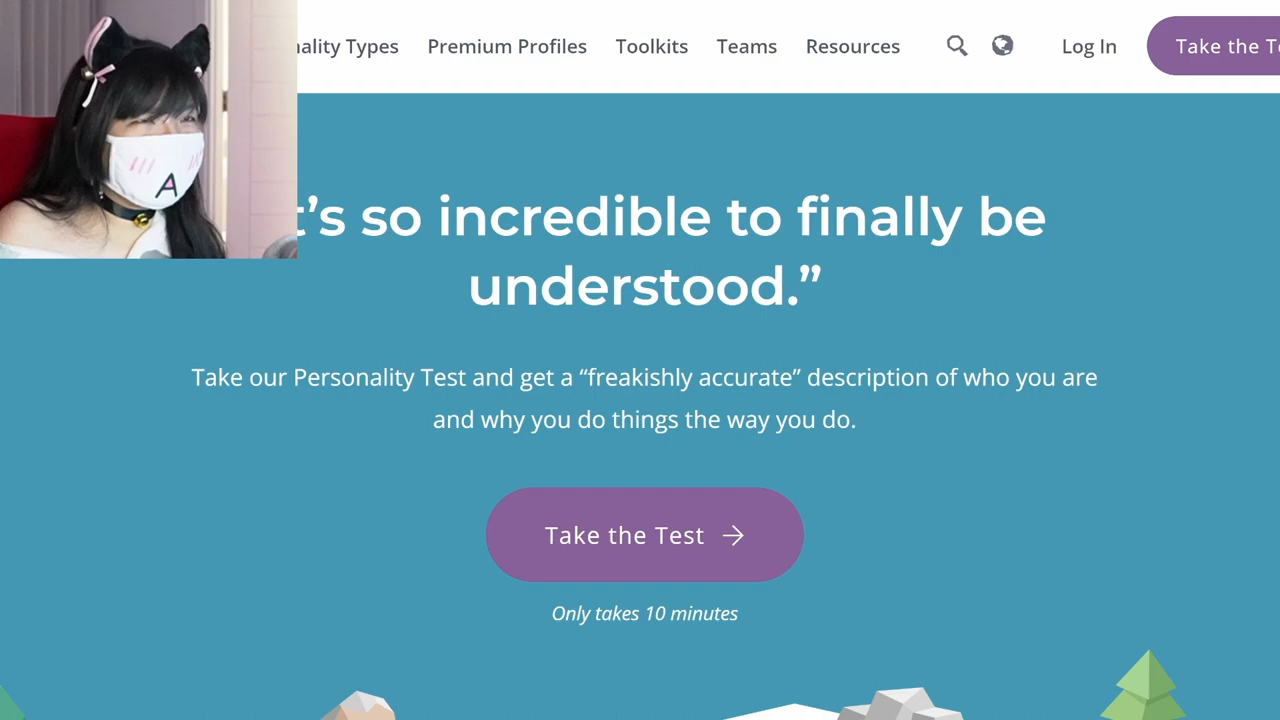 nality Types Premium Profiles Toolkits Teams Resources Log In Take the Te
t's so incredible to finally be
understood.”
Take our Personality Test and get a “freakishly accurate” description of who you are
and why you do things the way you do.
Take the Test
Only takes 10 minutes